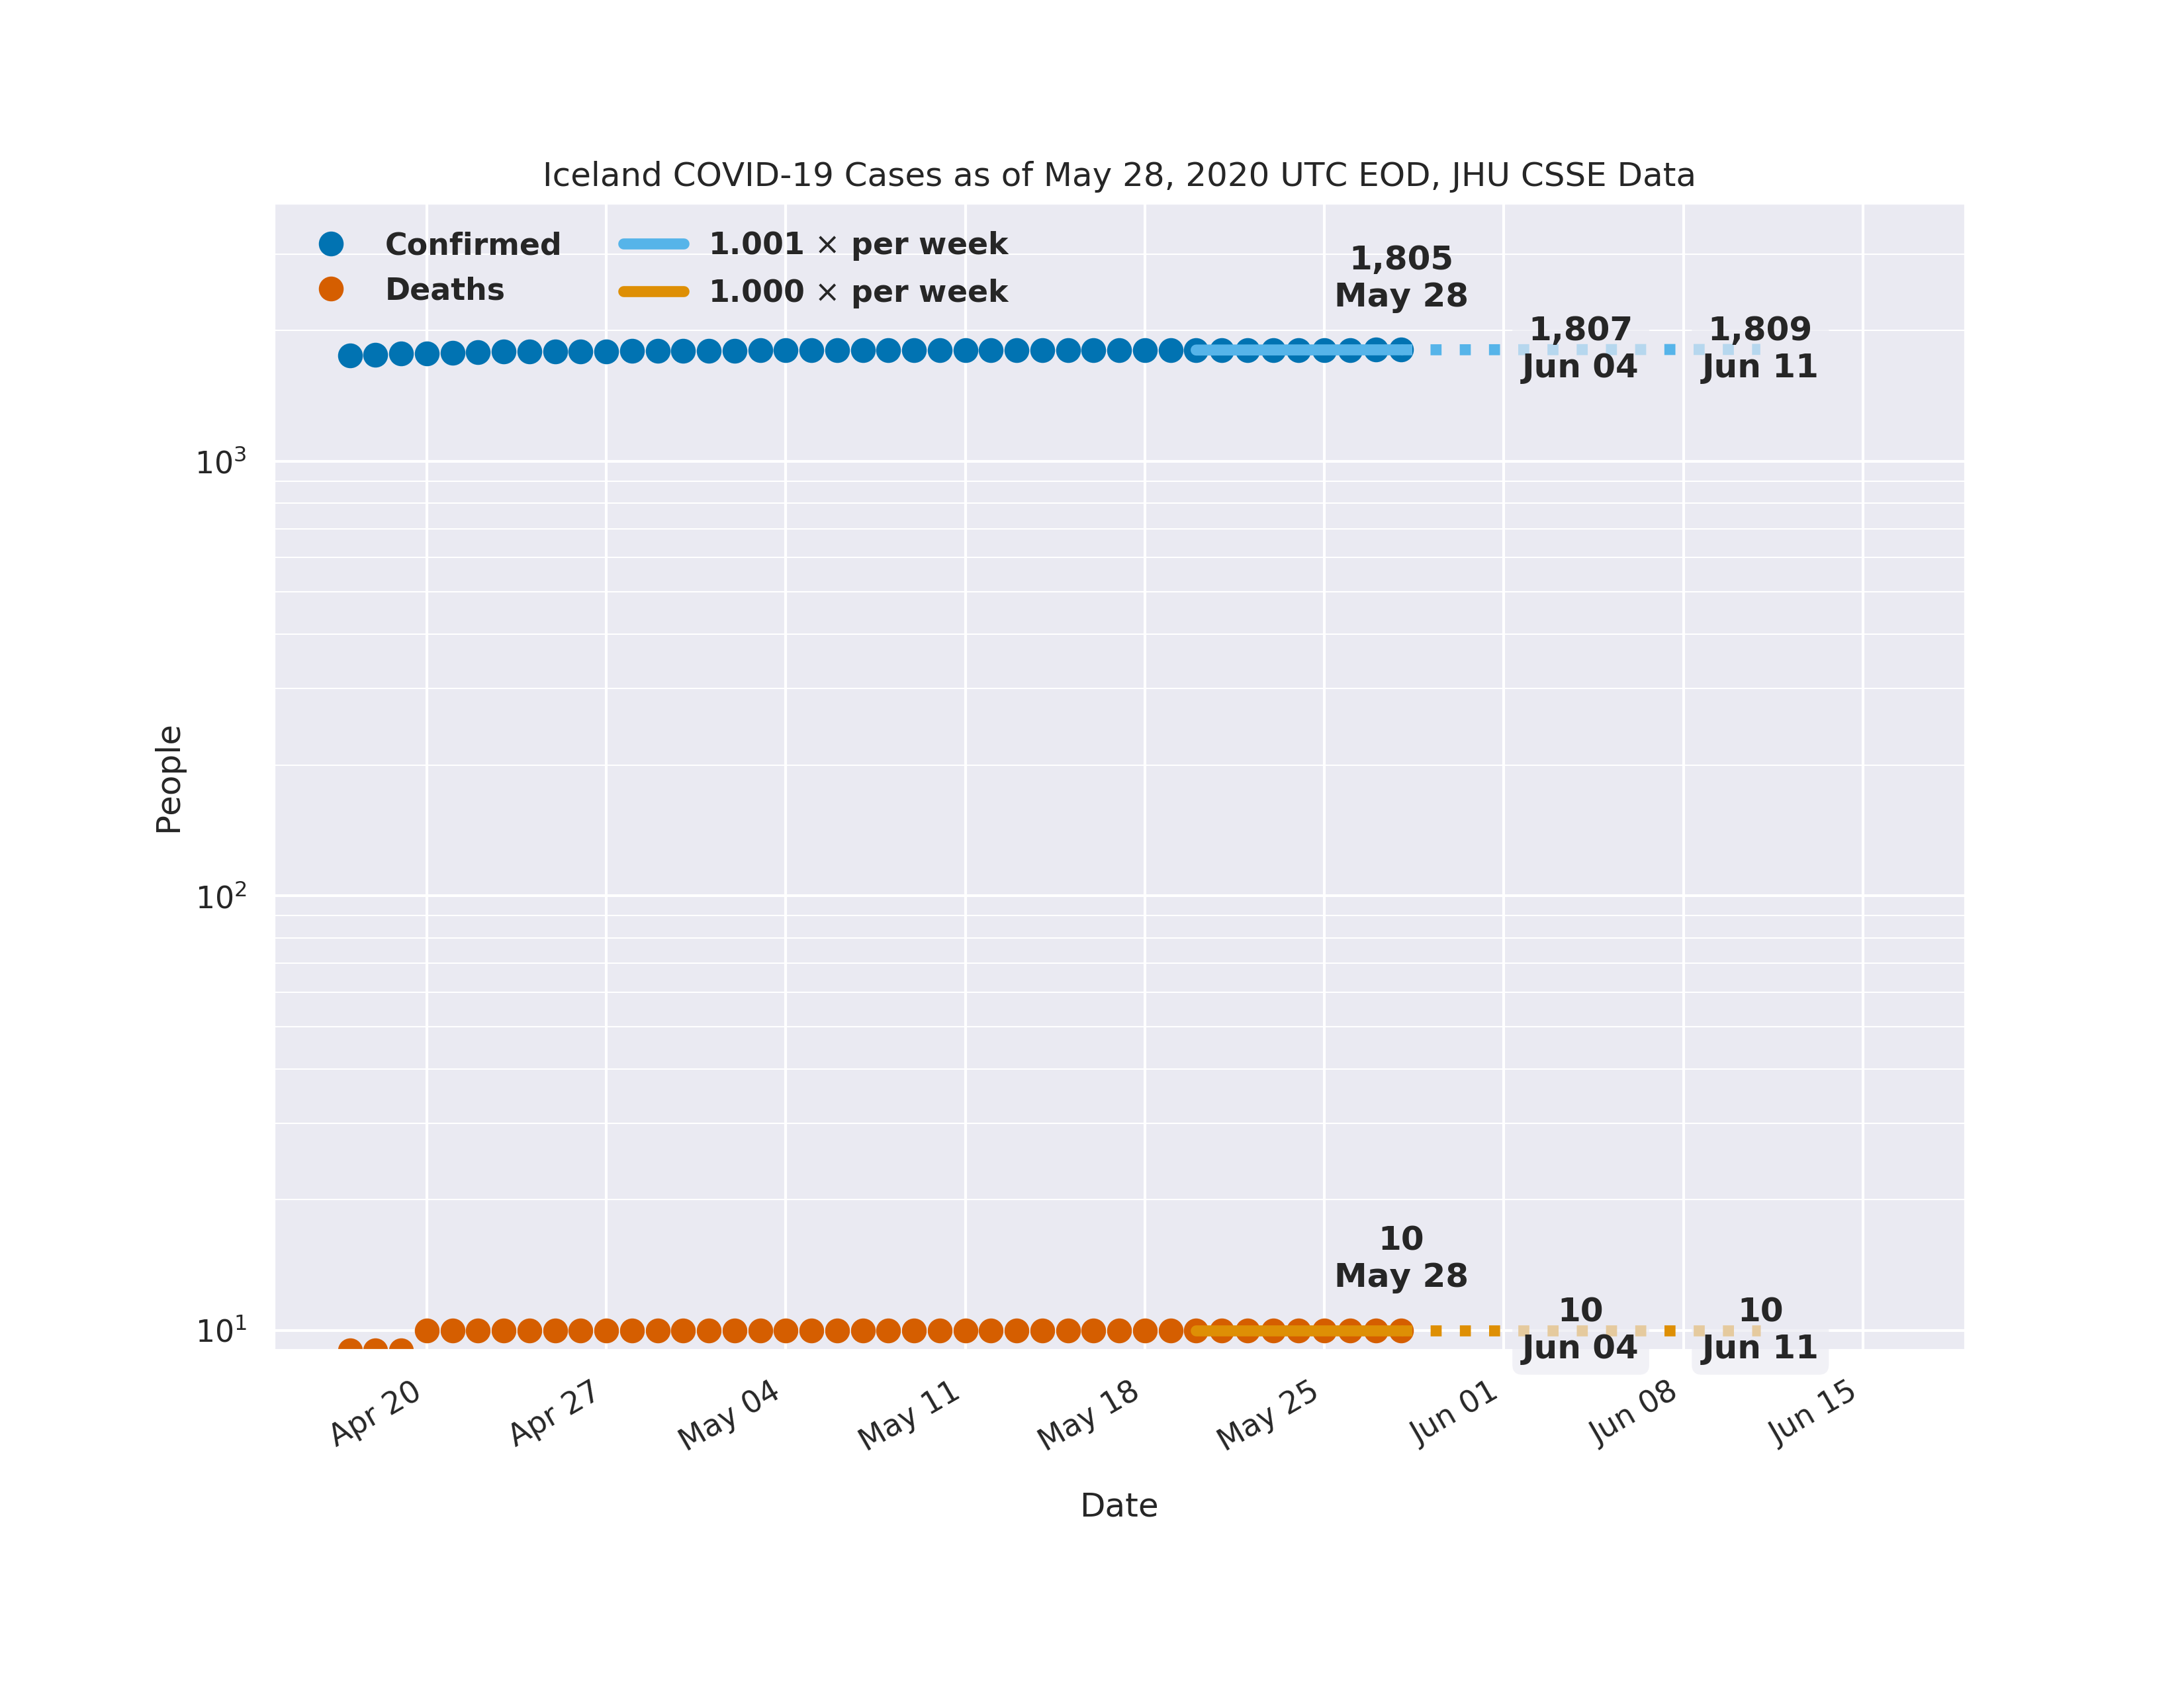 Iceland COVID-19 Cases as of May 28, 2020 UTC EOD, JHU CSSE Data
Confirmed
Deaths
1.001 × per week
1.000 × per week
1,805
May 28
1,807
Jun 04
1,809
Jun 11
10³
10²
10¹
People
10
May 28
10
Jun 04
10
Jun 11
Apr 20
Apr 27
May 04
May 11
May 18
May 25
Jun 01
Jun 08
Jun 15
Date